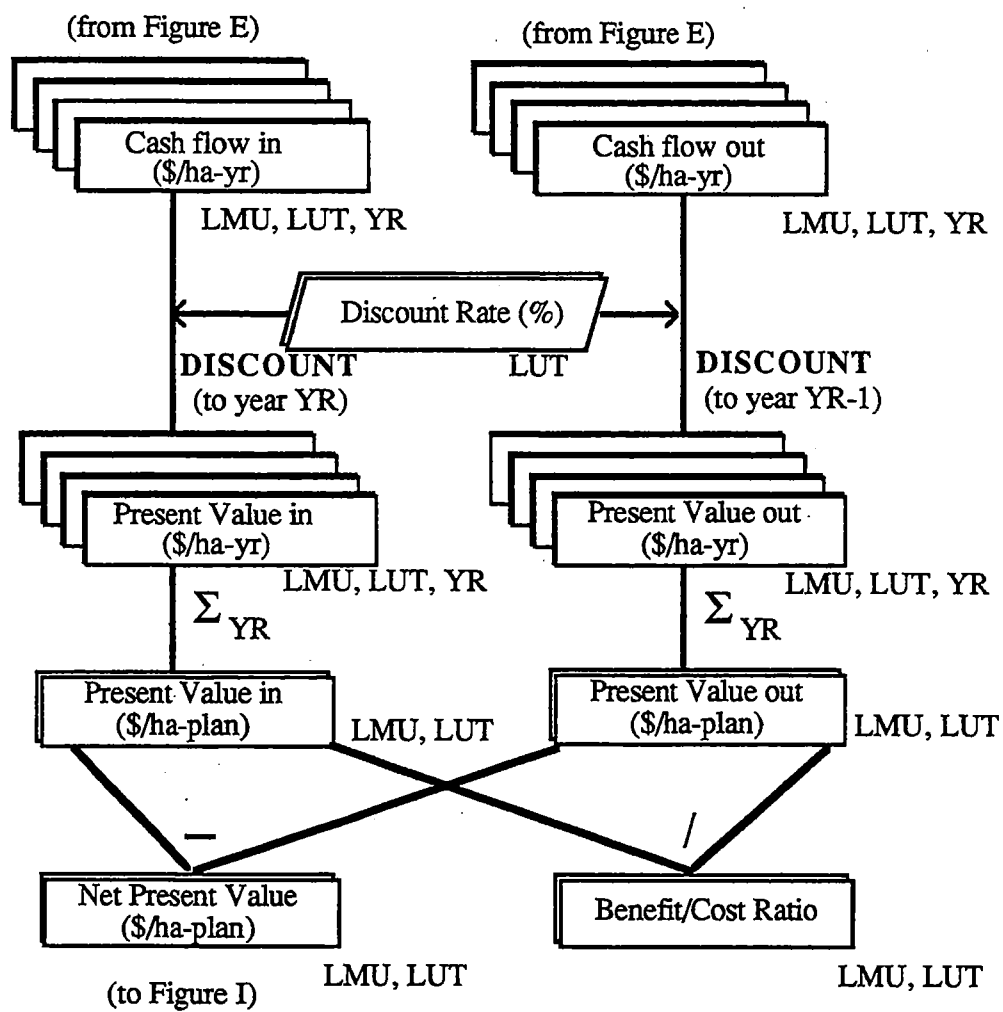 (from Figure E)
(from Figure E)
Cash flow in
($/ha-yr)
LMU, LUT, YR
Cash flow out
($/ha-yr)
LMU, LUT, YR
Discount Rate (%)
LUT
DISCOUNT
(to year YR)
DISCOUNT
(to year YR-1)
Present Value in
($/ha-yr)
LMU, LUT, YR
Present Value out
($/ha-yr)
LMU, LUT, YR
Σ YR
Σ YR
Present Value in
($/ha-plan)
LMU, LUT
Present Value out
($/ha-plan)
LMU, LUT
—
/
Net Present Value
($/ha-plan)
LMU, LUT
Benefit/Cost Ratio
LMU, LUT
(to Figure I)